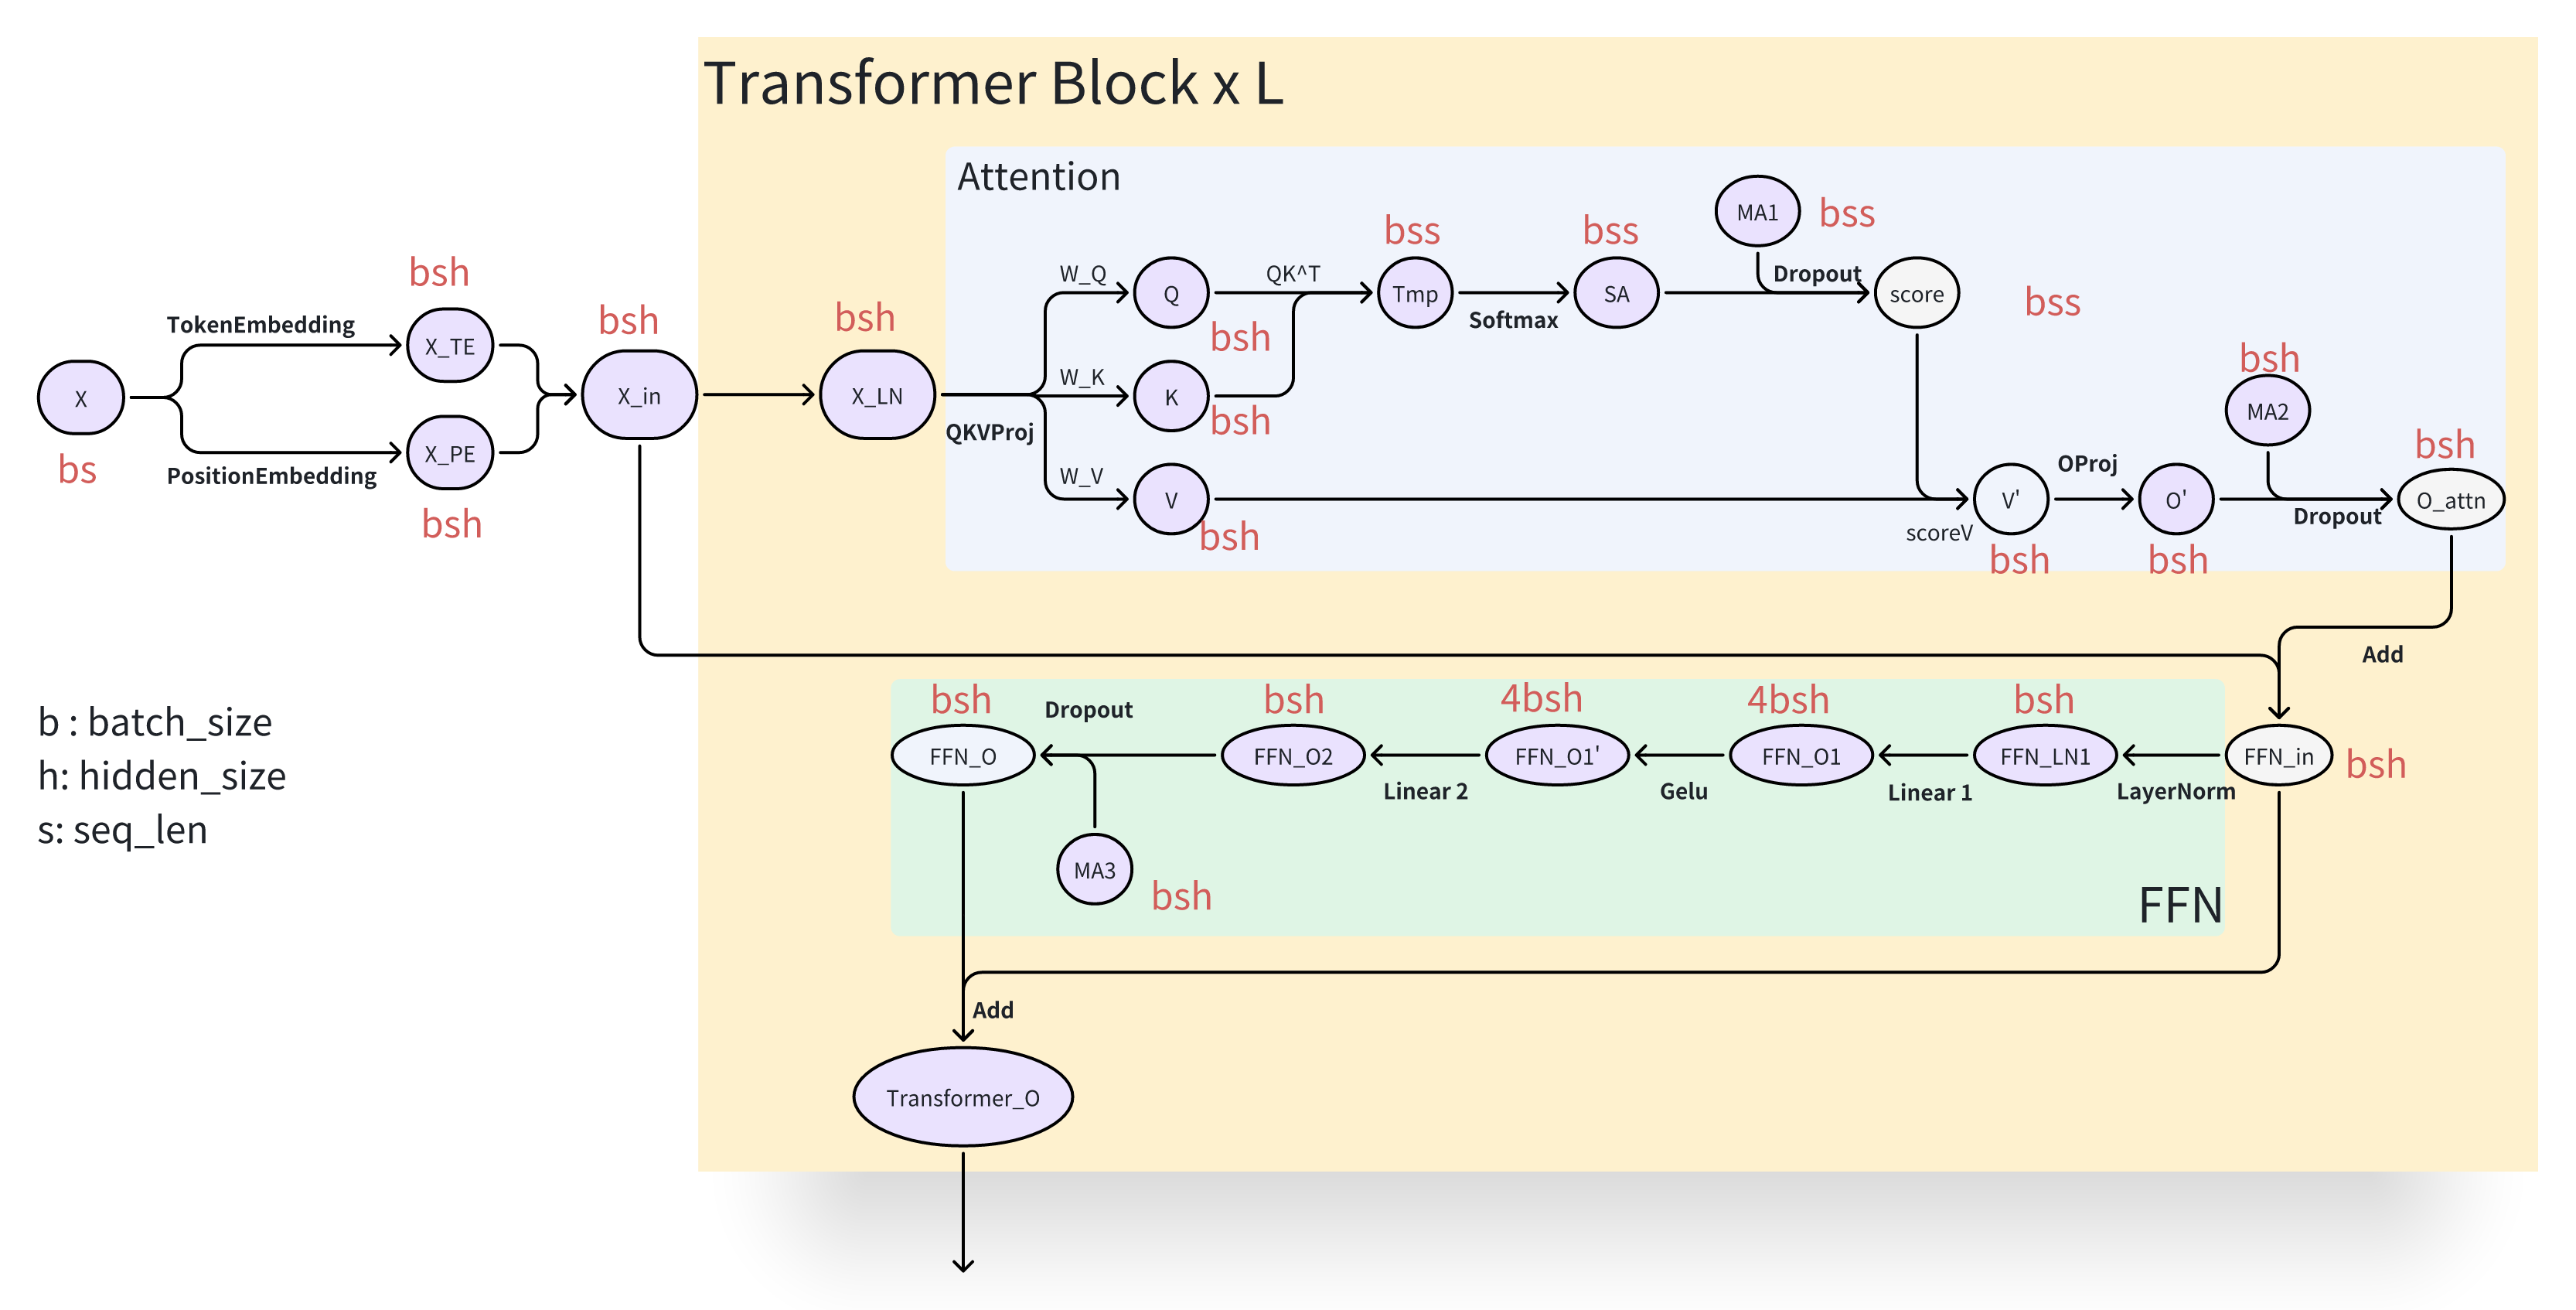 Transformer Block x L
Attention
MA1
bss
bss
bss
W_Q
QK^T
Dropout
Q
Tmp
SA
score
bss
Softmax
bsh
bsh
bsh
bsh
TokenEmbedding
X_TE
X
X_in
X_LN
W_K
K
bsh
bsh
MA2
QKVProj
bsh
X_PE
PositionEmbedding
bs
bsh
W_V
V
bsh
OProj
V'
O'
O_attn
Dropout
scoreV
bsh
bsh
Add
bsh
Dropout
bsh
4bsh
4bsh
bsh
FFN_O
FFN_O2
FFN_O1'
FFN_O1
FFN_LN1
FFN_in
bsh
Linear 2
Gelu
Linear 1
LayerNorm
MA3
bsh
FFN
b : batch_size
h: hidden_size
s: seq_len
Add
Transformer_O